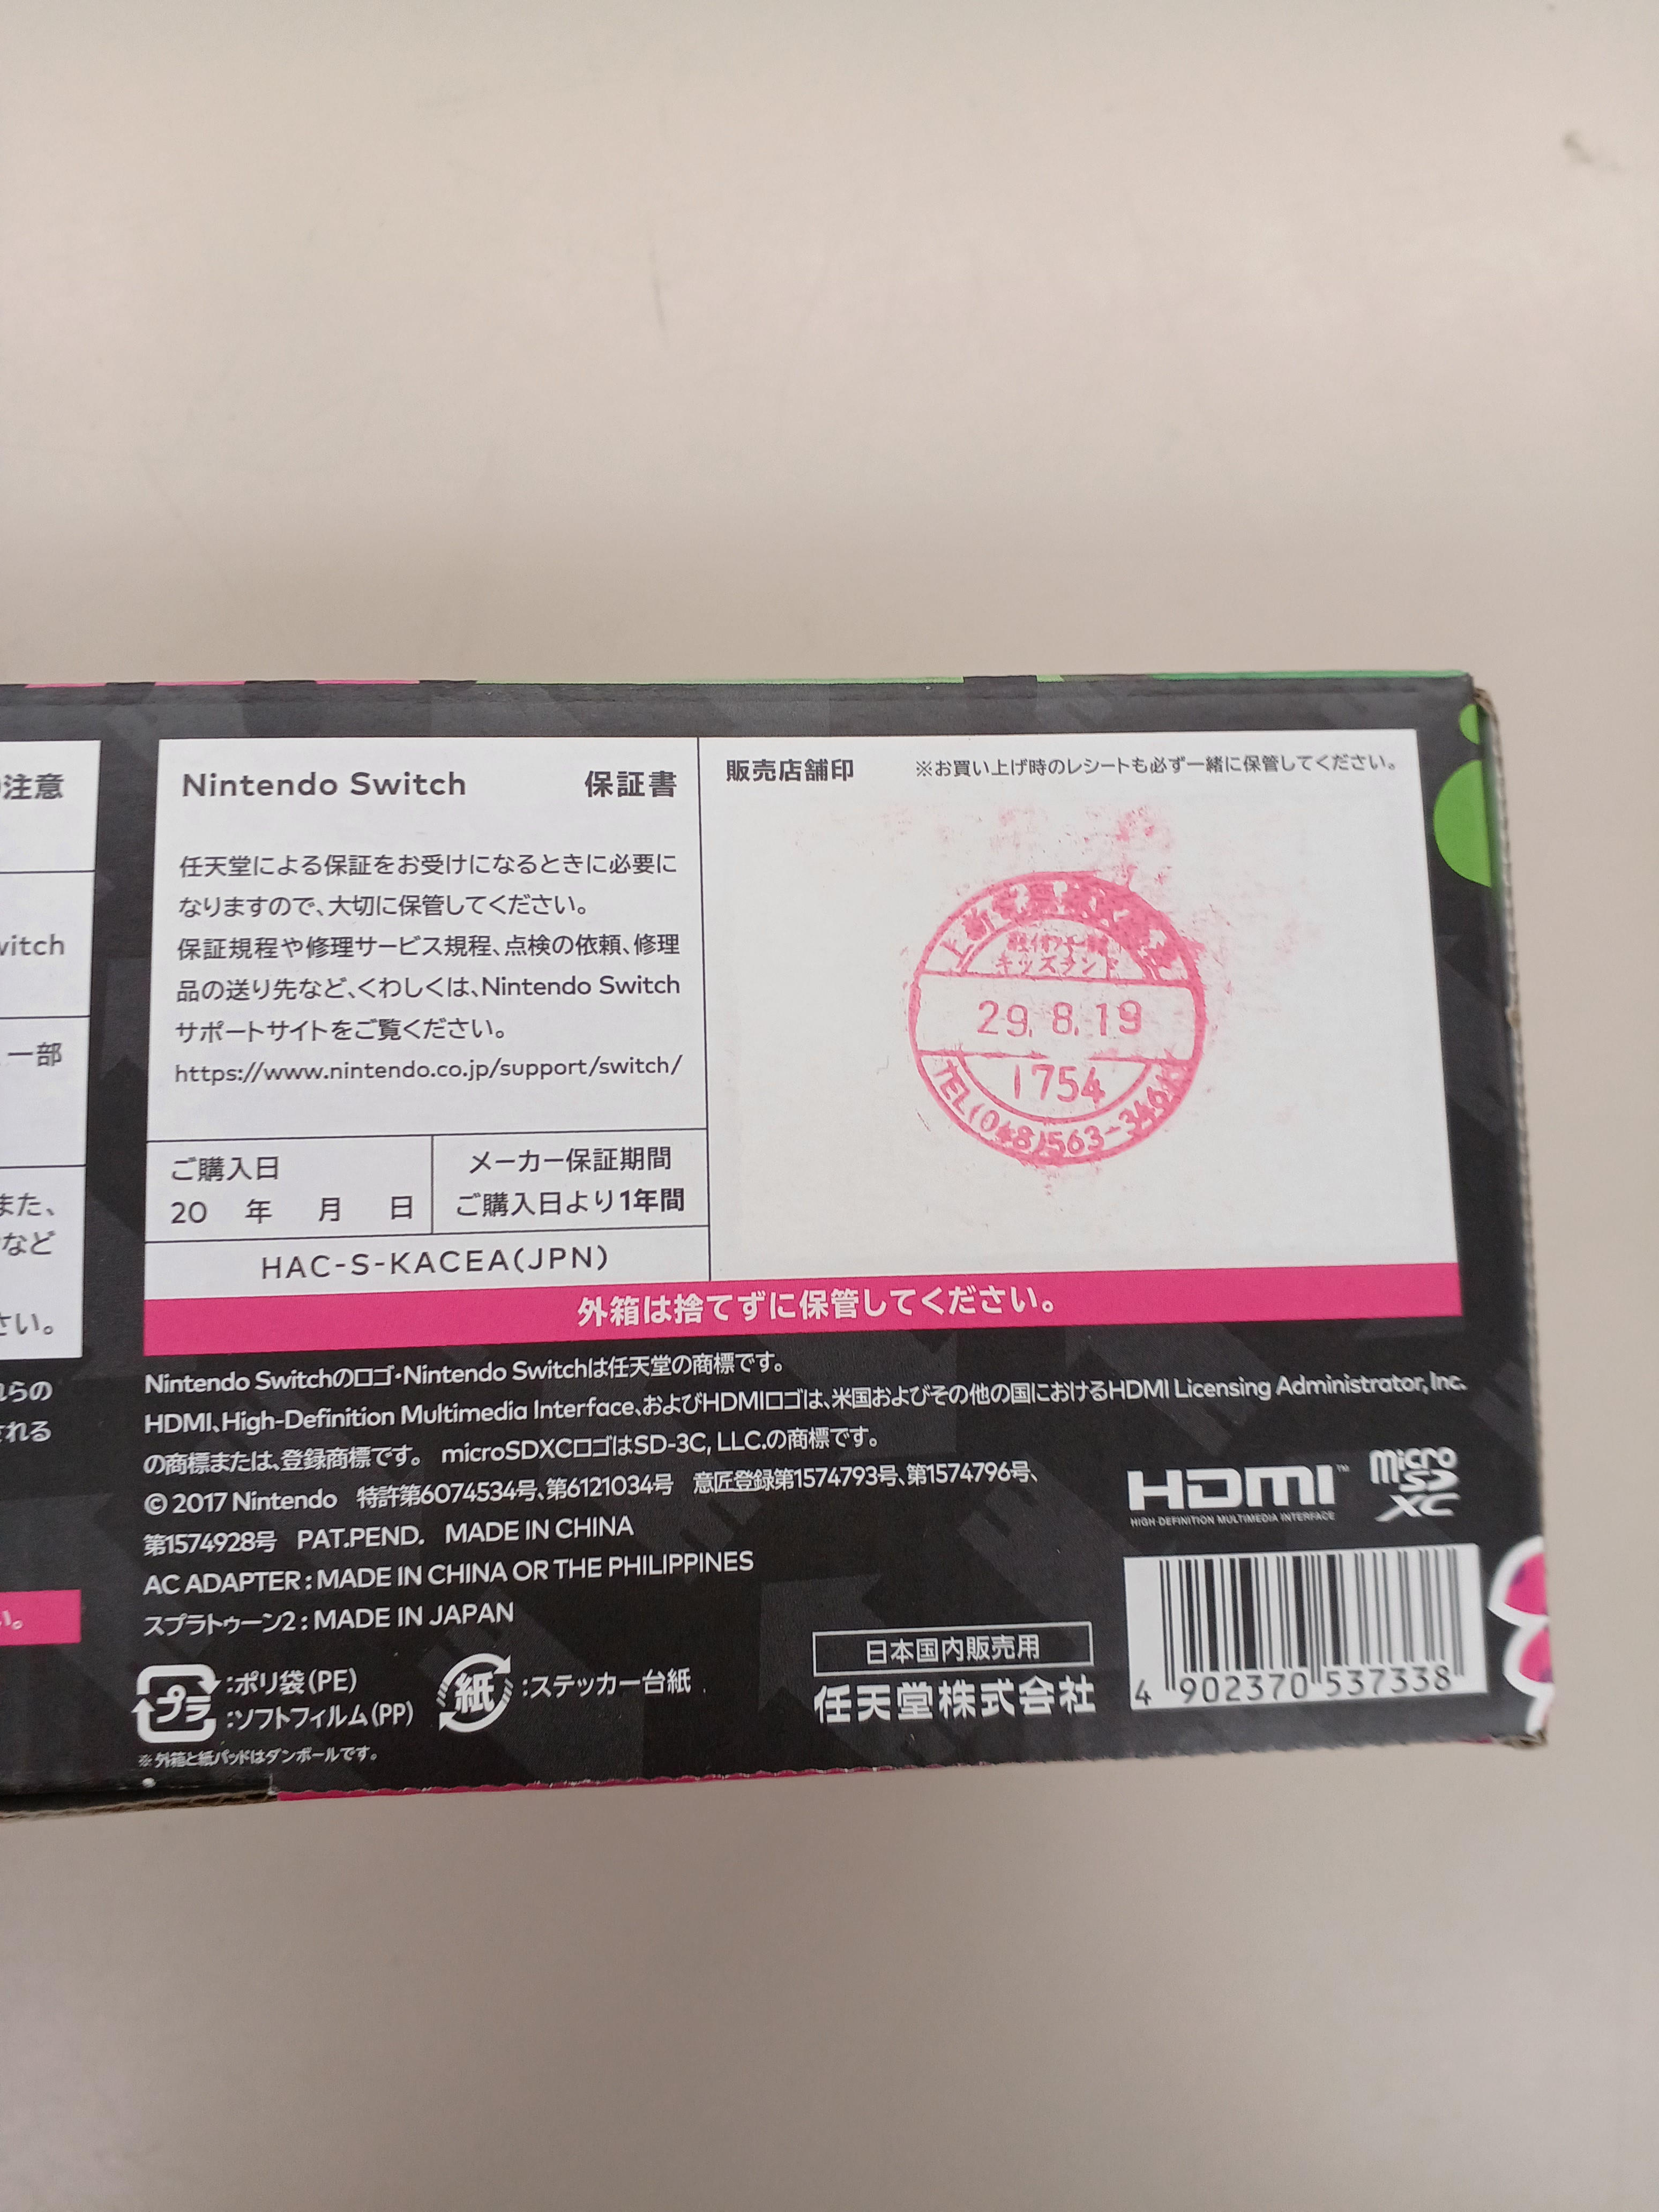 注意
witch
一部
また、
など
さい。
らの
される
い。
Nintendo Switch 保証書
任天堂による保証をお受けになるときに必要に
なりますので、大切に保管してください。
保証規程や修理サービス規程、点検の依頼、修理
品の送り先など、くわしくは、Nintendo Switch
サポートサイトをご覧ください。
https://www.nintendo.co.jp/support/switch/
ご購入日
20 年 月 日
メーカー保証期間
ご購入日より1年間
HAC-S-KACEA(JPN)
販売店舗印 ※お買い上げ時のレシートも必ず一緒に保管してください。
上新
キッズランド
29. 8. 19
1754
TEL(048)563-3461
外箱は捨てずに保管してください。
Nintendo Switchのロゴ・Nintendo Switchは任天堂の商標です。
HDMI、High-Definition Multimedia Interface、およびHDMIロゴは、米国およびその他の国におけるHDMI Licensing Administrator, Inc.
の商標または、登録商標です。 microSDXCロゴはSD-3C, LLC.の商標です。
© 2017 Nintendo 特許第6074534号、第6121034号 意匠登録第1574793号、第1574796号、
第1574928号 PAT.PEND. MADE IN CHINA
AC ADAPTER : MADE IN CHINA OR THE PHILIPPINES
スプラトゥーン2 : MADE IN JAPAN
HDMI™
HIGH-DEFINITION MULTIMEDIA INTERFACE
micro SD XC
プラ :ポリ袋(PE)
:ソフトフィルム(PP)
紙 :ステッカー台紙
※外箱と紙パッドはダンボールです。
日本国内販売用
任天堂株式会社
4 902370 537338